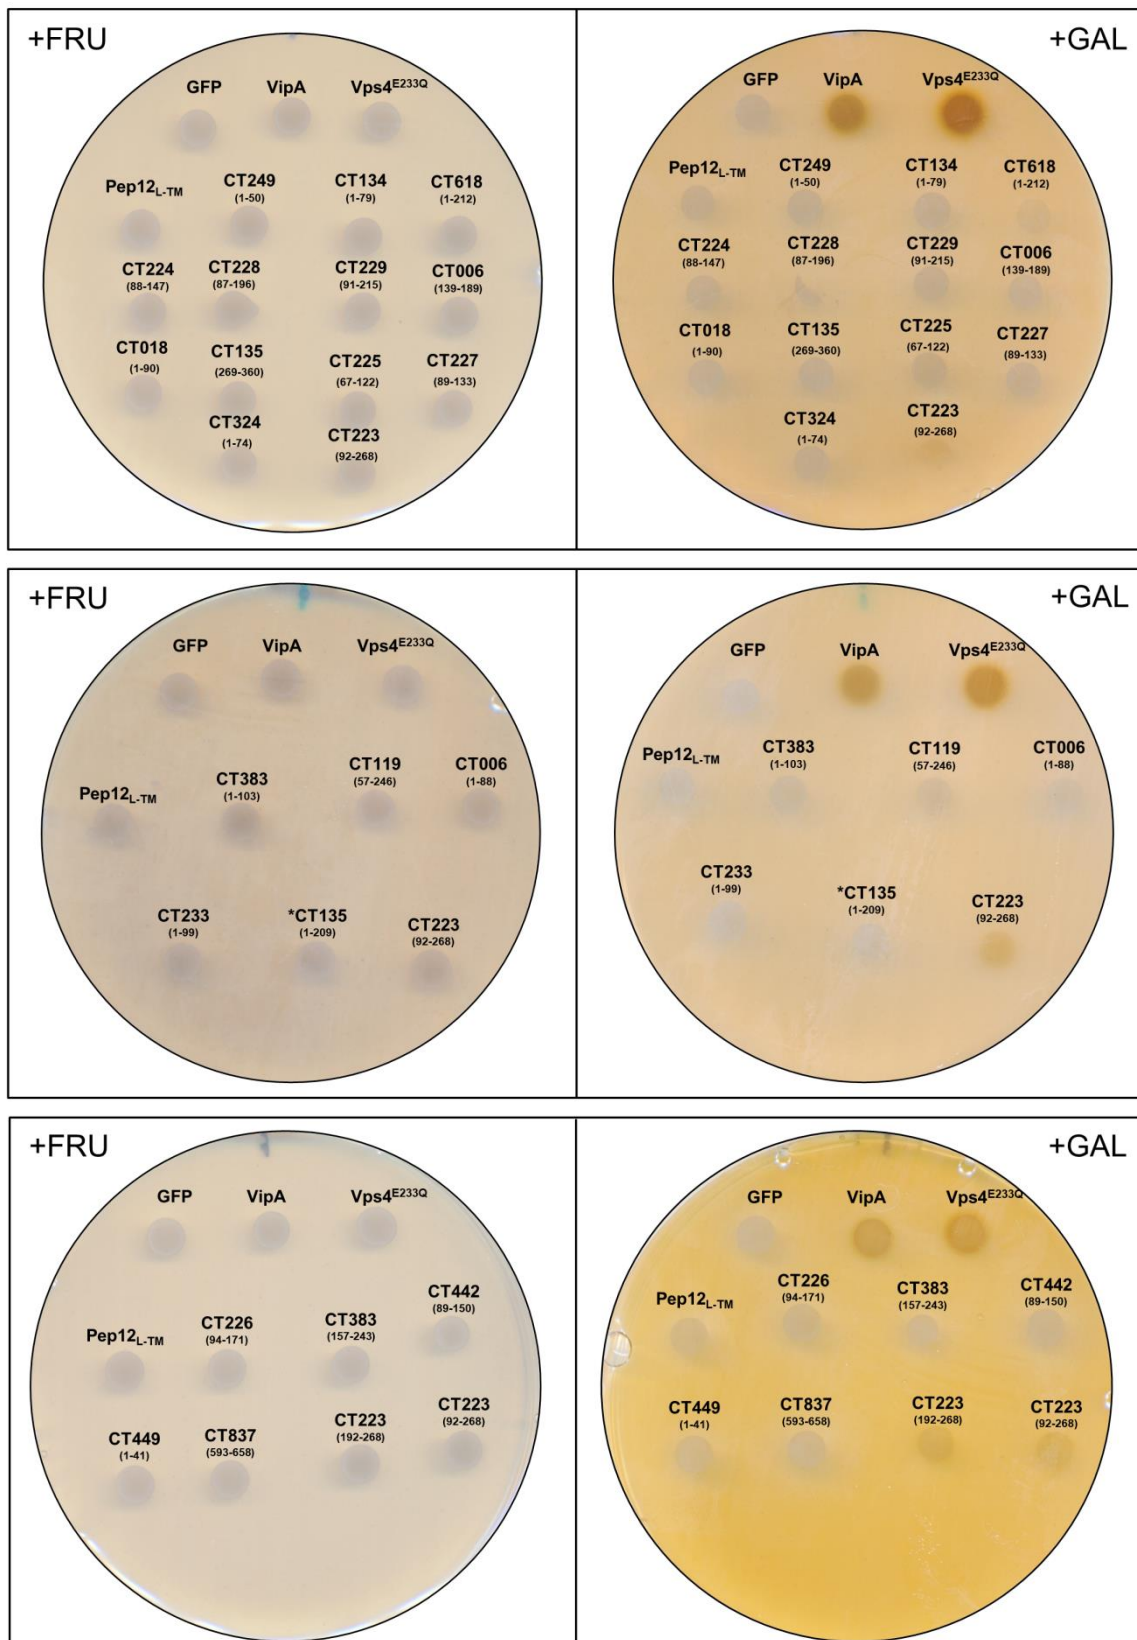 +FRU
GFP VipA Vps4E233Q
Pep12L-TM CT249 CT134 CT618
(1-50) (1-79) (1-212)
CT224 CT228 CT229 CT006
(88-147) (87-196) (91-215) (139-189)
CT018 CT135 CT225 CT227
(1-90) (269-360) (67-122) (89-133)
CT324 CT223
(1-74) (92-268)
+GAL
GFP VipA Vps4E233Q
Pep12L-TM CT249 CT134 CT618
(1-50) (1-79) (1-212)
CT224 CT228 CT229 CT006
(88-147) (87-196) (91-215) (139-189)
CT018 CT135 CT225 CT227
(1-90) (269-360) (67-122) (89-133)
CT324 CT223
(1-74) (92-268)
+FRU
GFP VipA Vps4E233Q
Pep12L-TM CT383 CT119 CT006
(1-103) (57-246) (1-88)
CT233 *CT135 CT223
(1-99) (1-209) (92-268)
+GAL
GFP VipA Vps4E233Q
Pep12L-TM CT383 CT119 CT006
(1-103) (57-246) (1-88)
CT233 *CT135 CT223
(1-99) (1-209) (92-268)
+FRU
GFP VipA Vps4E233Q
Pep12L-TM CT226 CT383 CT442
(94-171) (157-243) (89-150)
CT449 CT837 CT223 CT223
(1-41) (593-658) (192-268) (92-268)
+GAL
GFP VipA Vps4E233Q
Pep12L-TM CT226 CT383 CT442
(94-171) (157-243) (89-150)
CT449 CT837 CT223 CT223
(1-41) (593-658) (192-268) (92-268)